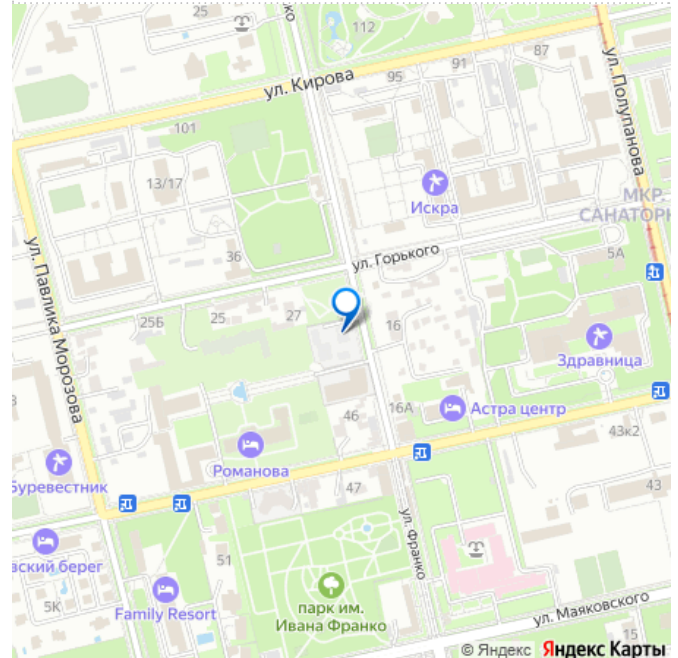 25
ко
112
87
ул. Полупанова
ул. Кирова
95
91
101
13/17
Искра
МКР.
САНАТОРН
ул. Павлика Морозова
36
ул. Горького
5А
25Б
25
27
16
Здравница
16А
Астра центр
46
Романова
43к2
Буревестник
47
43
ул. Франко
вский берег
51
5К
Family Resort
парк им.
Ивана Франко
ул. Маяковского
15
© Яндекс Яндекс Карты